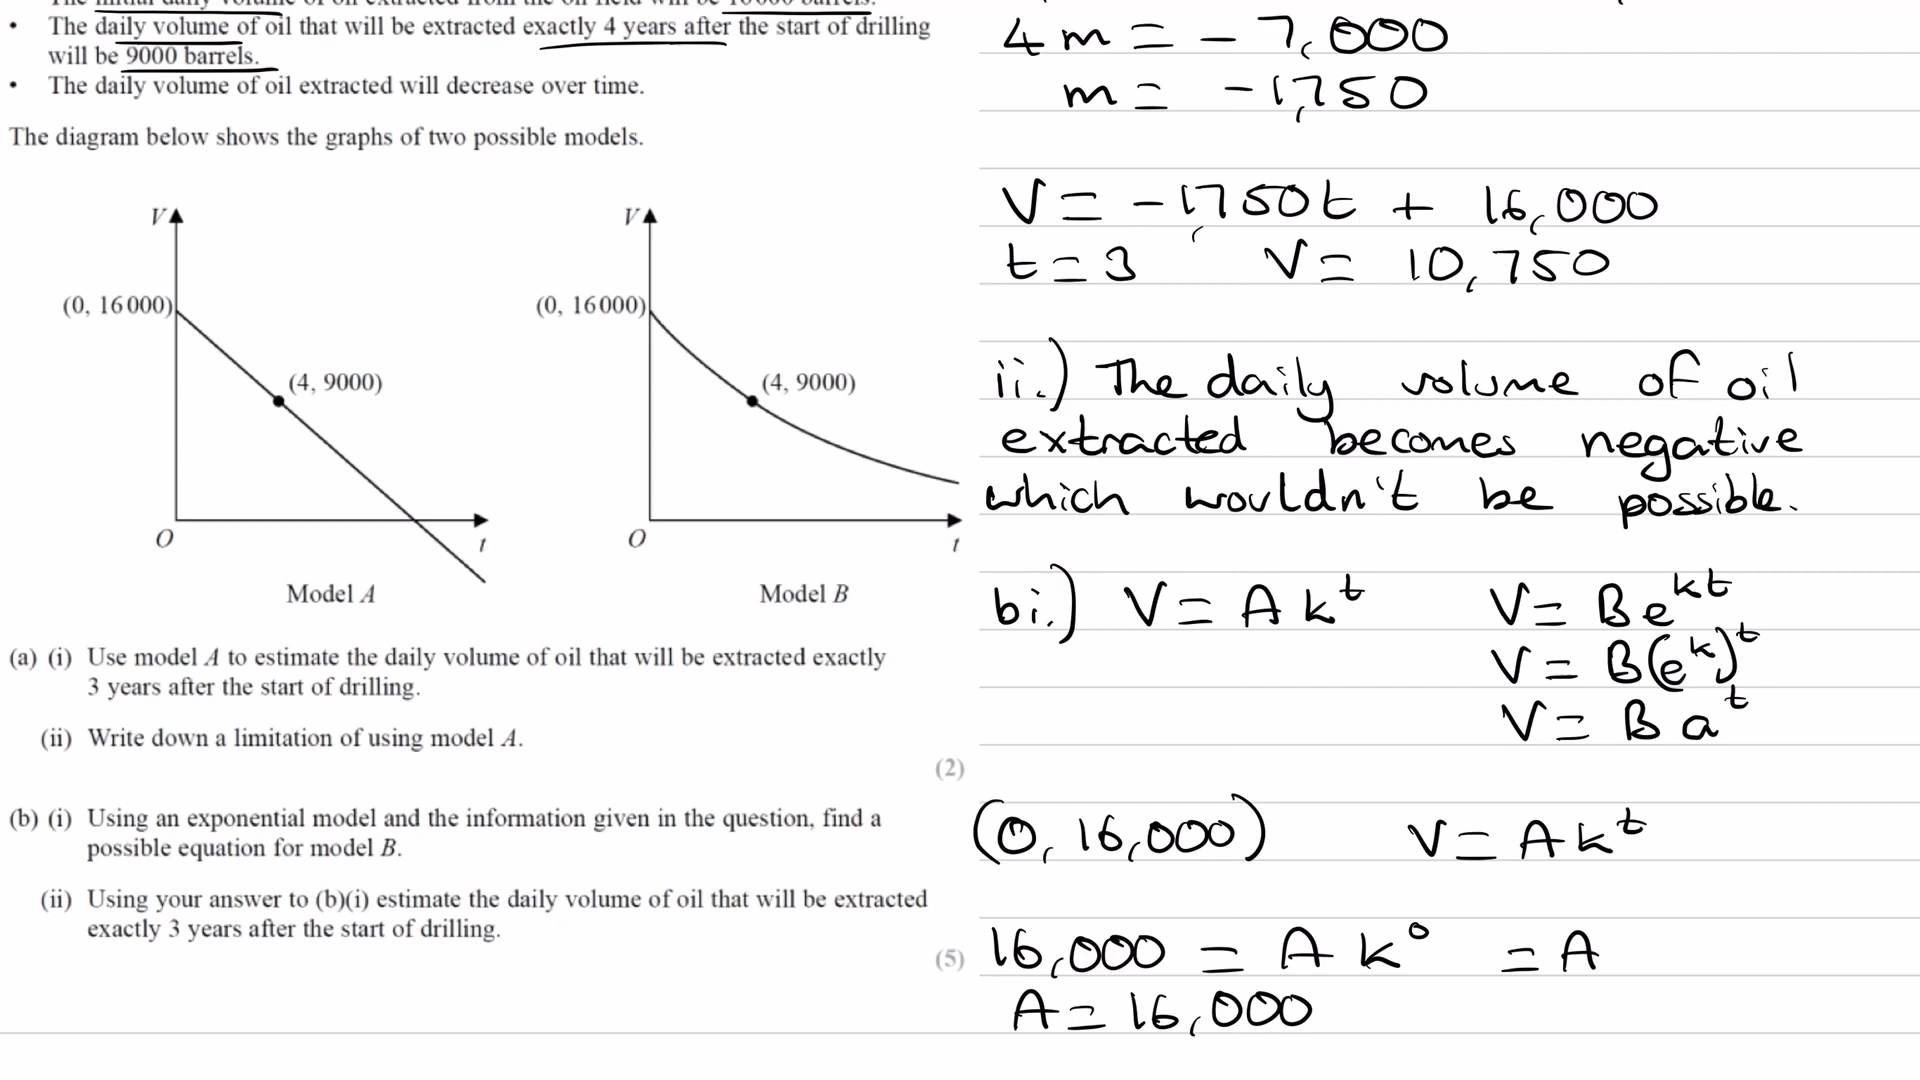 • The daily volume of oil that will be extracted exactly 4 years after the start of drilling
will be 9000 barrels.
• The daily volume of oil extracted will decrease over time.
The diagram below shows the graphs of two possible models.
V
(0, 16 000)
(4, 9000)
O
t
Model A
V
(0, 16 000)
(4, 9000)
O
t
Model B
(a) (i) Use model A to estimate the daily volume of oil that will be extracted exactly
3 years after the start of drilling.
(ii) Write down a limitation of using model A.
(2)
(b) (i) Using an exponential model and the information given in the question, find a
possible equation for model B.
(ii) Using your answer to (b)(i) estimate the daily volume of oil that will be extracted
exactly 3 years after the start of drilling.
(5)
4m = -7,000
m = -1,750
V = -1,750t + 16,000
t = 3 V = 10,750
ii.) The daily volume of oil
extracted becomes negative
which wouldn't be possible.
bi.) V = Ak^t V = Be^kt
V = B(e^k)^t
V = Ba^t
(0, 16,000) V = Ak^t
16,000 = Ak^0 = A
A = 16,000